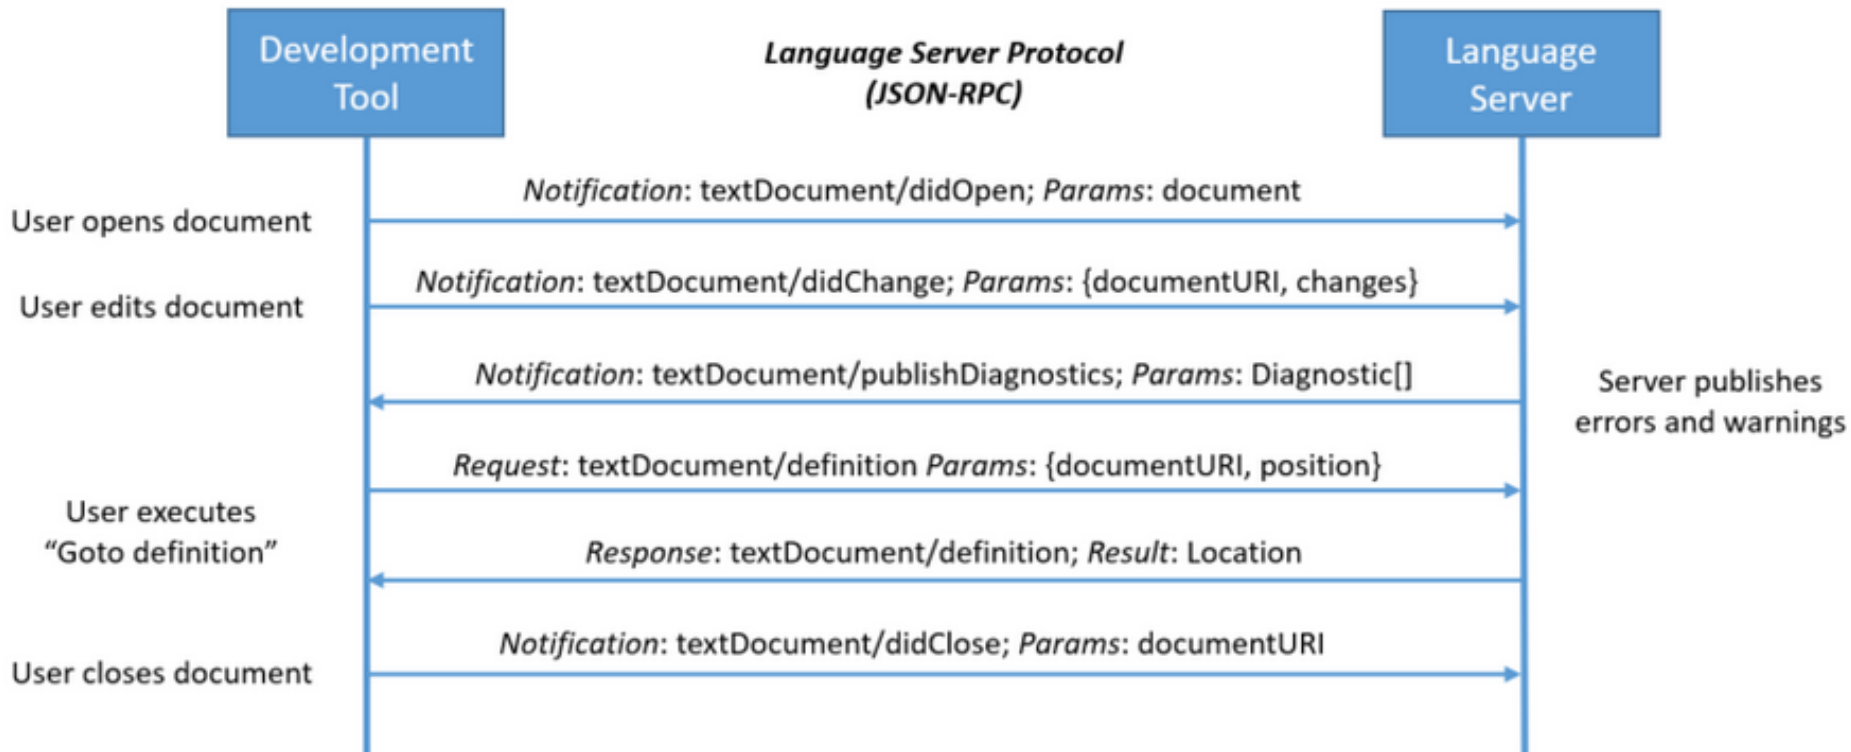 Development
Tool
Language Server Protocol
(JSON-RPC)
Language
Server
Notification: textDocument/didOpen; Params: document
User opens document
Notification: textDocument/didChange; Params: {documentURI, changes}
User edits document
Notification: textDocument/publishDiagnostics; Params: Diagnostic[]
Server publishes
errors and warnings
Request: textDocument/definition Params: {documentURI, position}
User executes
“Goto definition”
Response: textDocument/definition; Result: Location
Notification: textDocument/didClose; Params: documentURI
User closes document